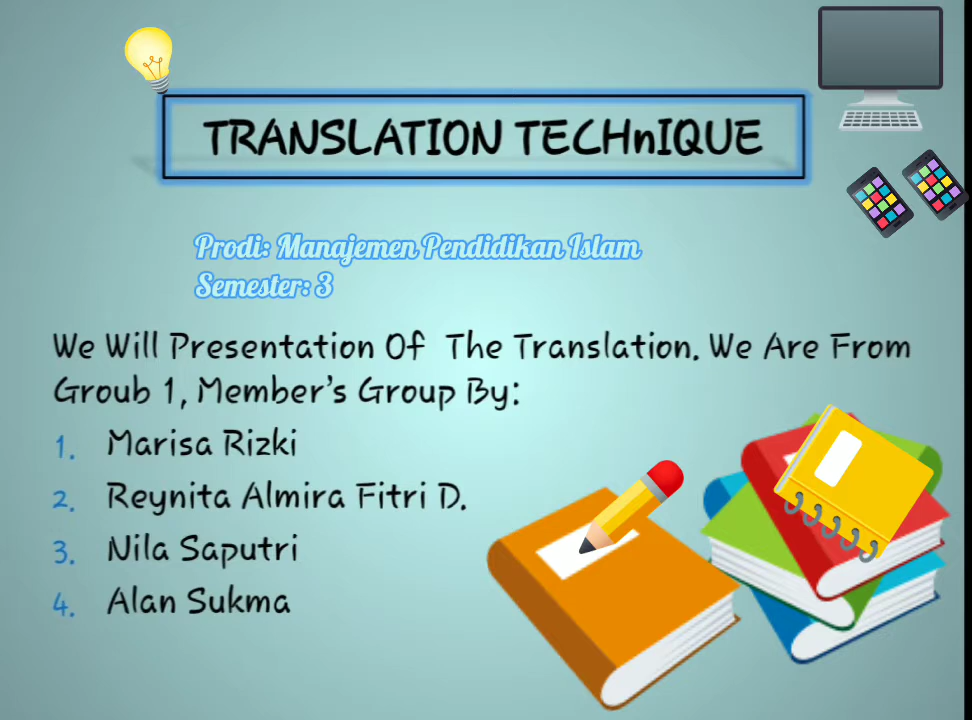 TRANSLATION TECHnIQUE
Prodi: Manajemen Pendidikan Islam
Semester: 3
We Will Presentation Of The Translation. We Are From
Groub 1, Member's Group By:
1. Marisa Rizki
2. Reynita Almira Fitri D.
3. Nila Saputri
4. Alan Sukma